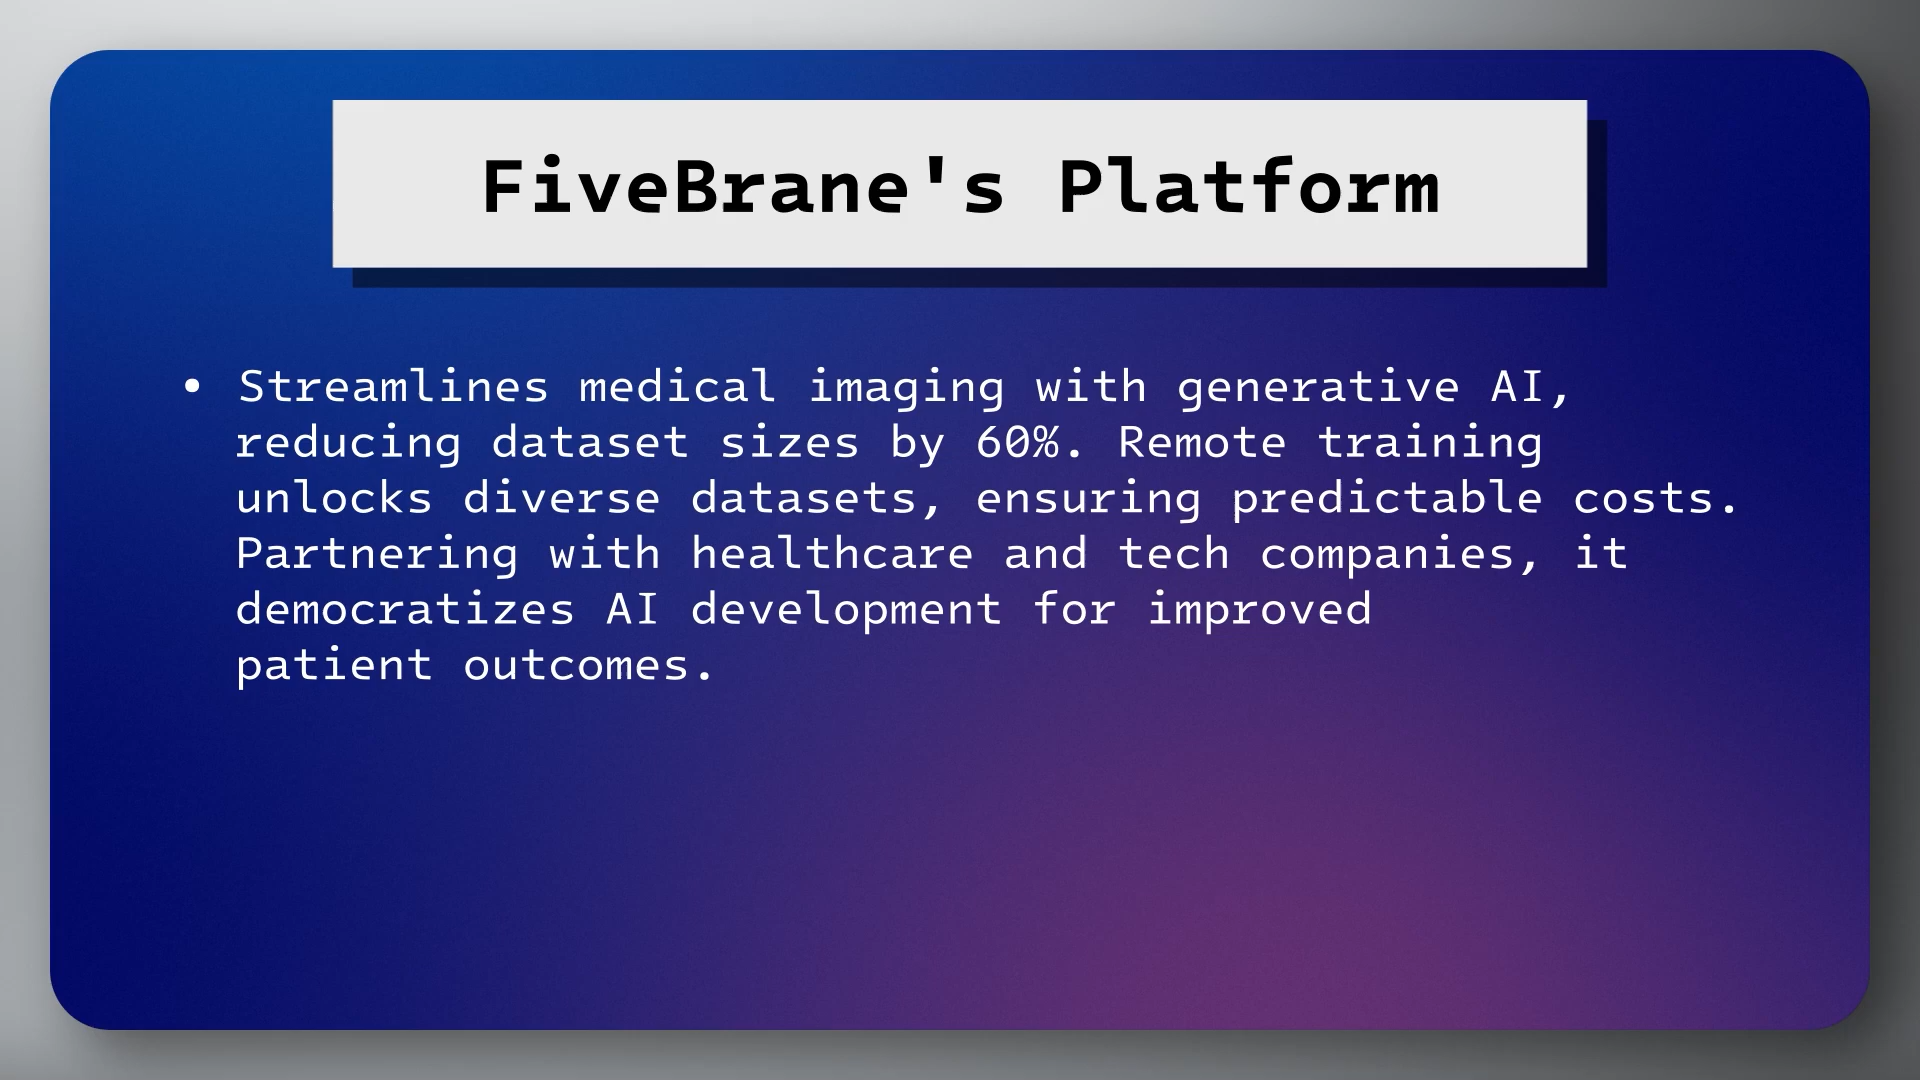 FiveBrane's Platform
• Streamlines medical imaging with generative AI,
reducing dataset sizes by 60%. Remote training
unlocks diverse datasets, ensuring predictable costs.
Partnering with healthcare and tech companies, it
democratizes AI development for improved
patient outcomes.